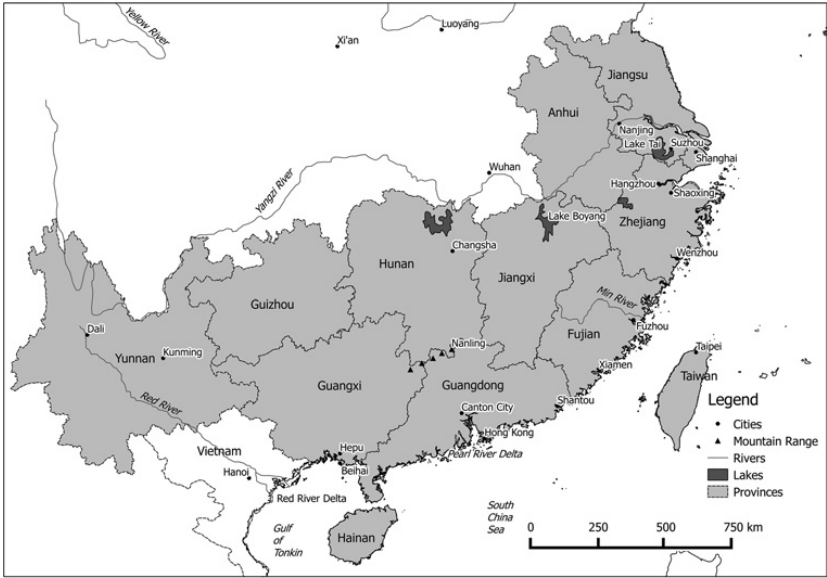 Yellow River
Luoyang
Xi'an
Jiangsu
Anhui
Nanjing
Lake Tai
Suzhou
Shanghai
Wuhan
Yangzi River
Hangzhou
Shaoxing
Lake Boyang
Zhejiang
Changsha
Hunan
Wenzhou
Jiangxi
Guizhou
Min River
Dali
Fuzhou
Fujian
Nanling
Taipei
Yunnan
Kunming
Xiamen
Taiwan
Guangxi
Guangdong
Red River
Shantou
Canton City
Hong Kong
Vietnam
Hepu
Pearl River Delta
Beihai
Hanoi
Red River Delta
South
China
Sea
Gulf
of
Tonkin
Hainan
Legend
Cities
Mountain Range
Rivers
Lakes
Provinces
0 250 500 750 km